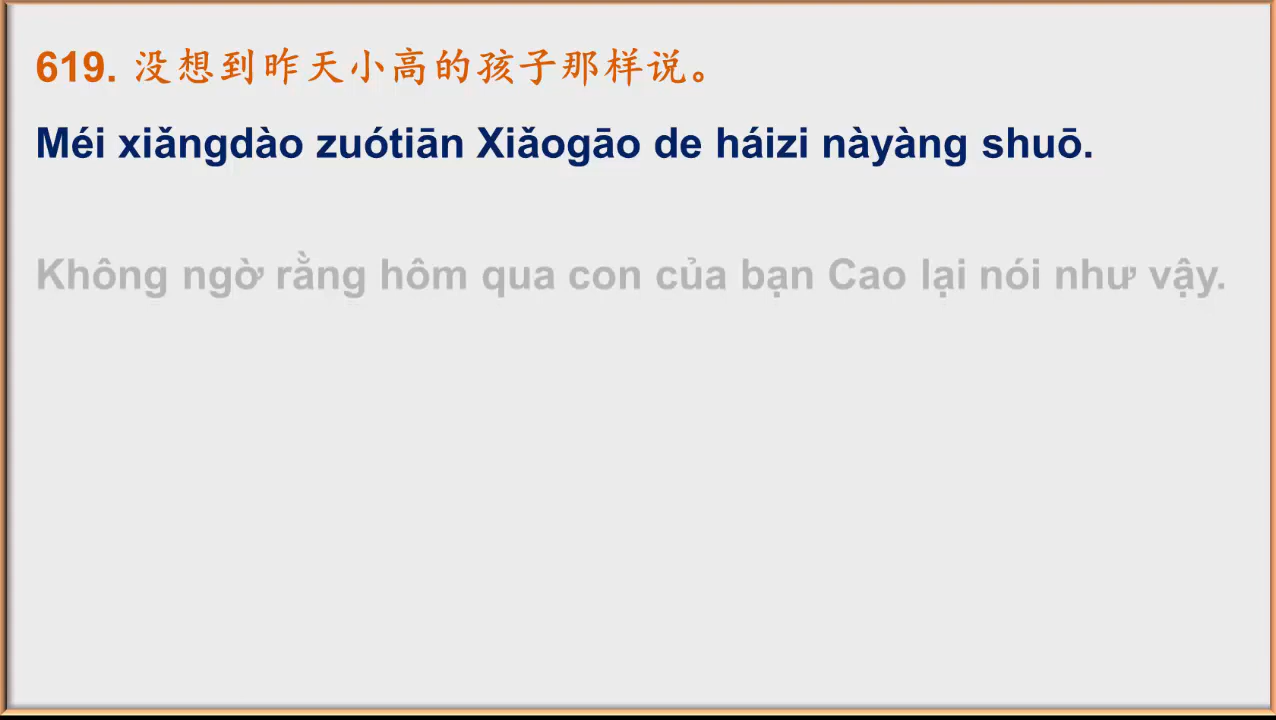 619. 没想到昨天小高的孩子那样说。
Méi xiǎngdào zuótiān Xiǎogāo de háizi nàyàng shuō.
Không ngờ rằng hôm qua con của bạn Cao lại nói như vậy.